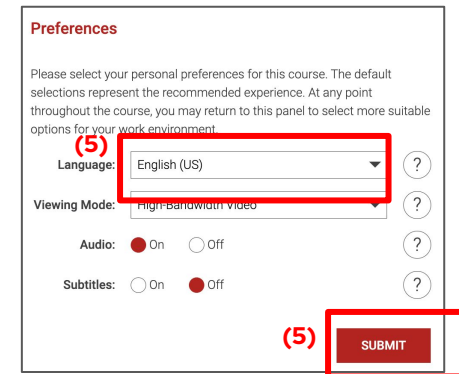 Preferences
Please select your personal preferences for this course. The default
selections represent the recommended experience. At any point
throughout the course, you may return to this panel to select more suitable
options for your work environment.
(5)
Language: English (US) ?
Viewing Mode: High-Bandwidth Video ?
Audio: On Off ?
Subtitles: On Off ?
(5) SUBMIT